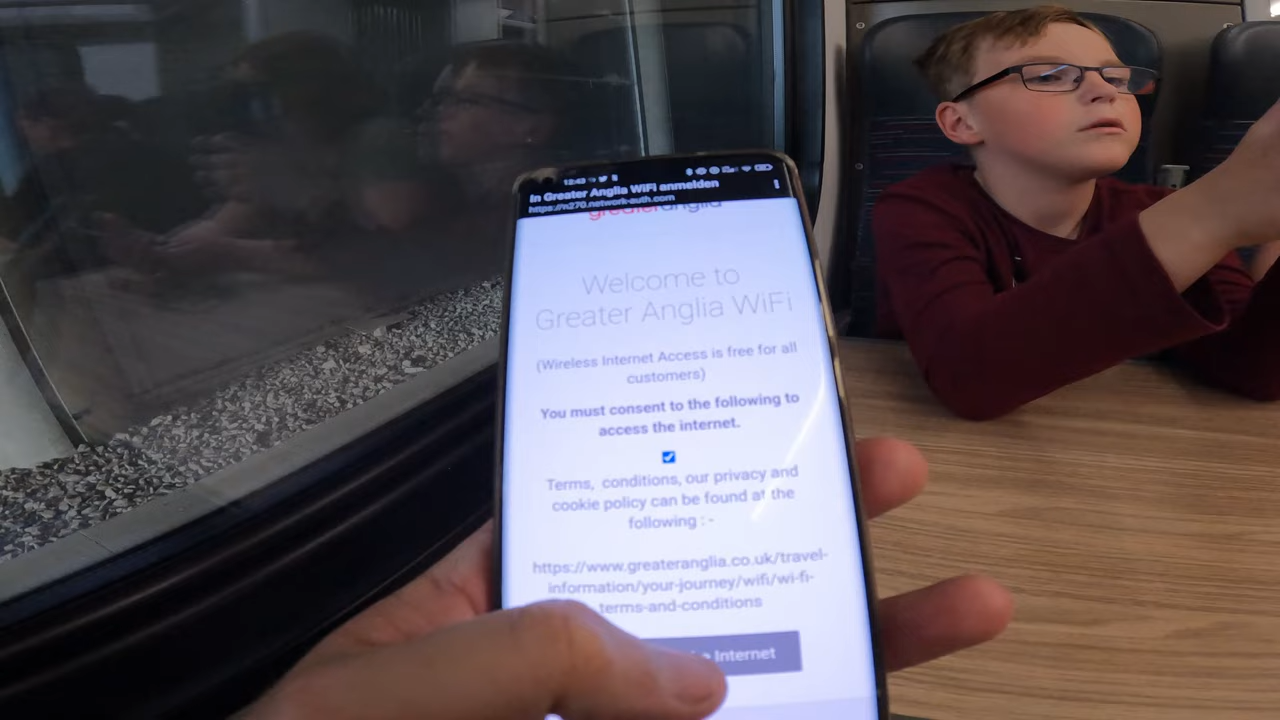 12:43
In Greater Anglia WiFi anmelden
https://n270.network-auth.com
greateranglia
Welcome to
Greater Anglia WiFi
(Wireless Internet Access is free for all
customers)
You must consent to the following to
access the internet.
Terms, conditions, our privacy and
cookie policy can be found at the
following : -
https://www.greateranglia.co.uk/travel-
information/your-journey/wifi/wi-fi-
terms-and-conditions
Internet